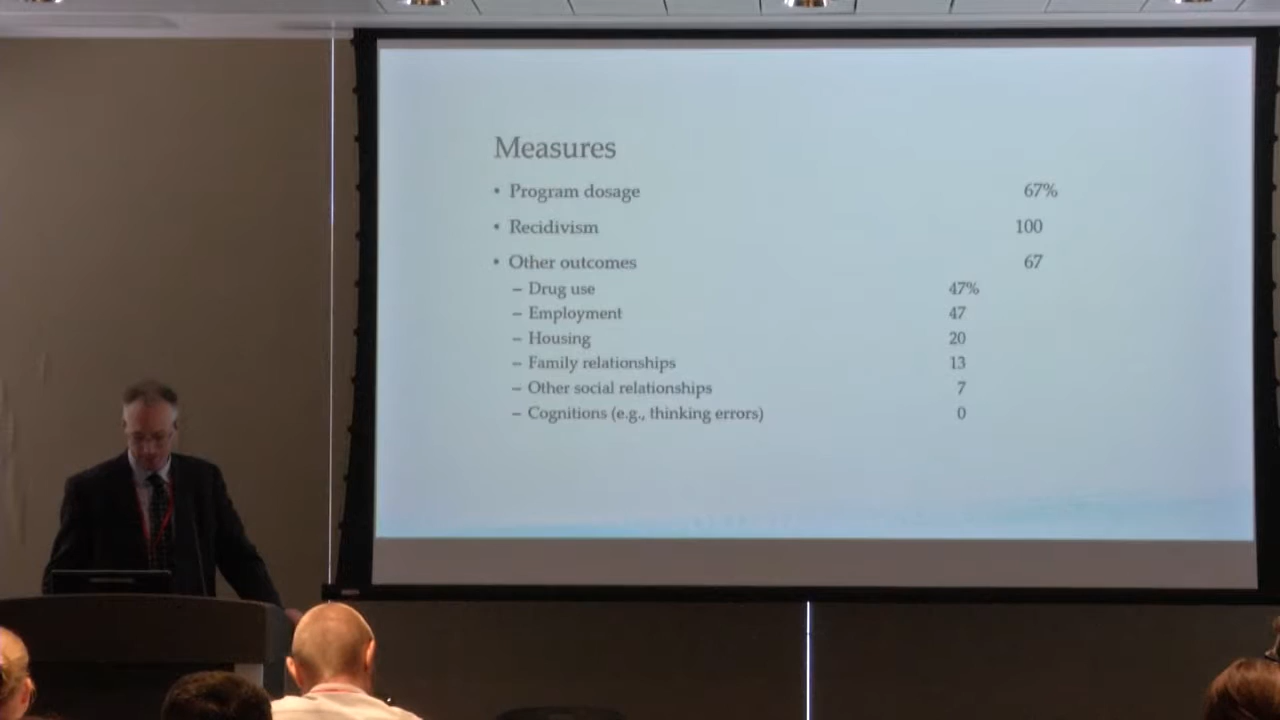 Measures
• Program dosage 67%
• Recidivism 100
• Other outcomes 67
– Drug use 47%
– Employment 47
– Housing 20
– Family relationships 13
– Other social relationships 7
– Cognitions (e.g., thinking errors) 0